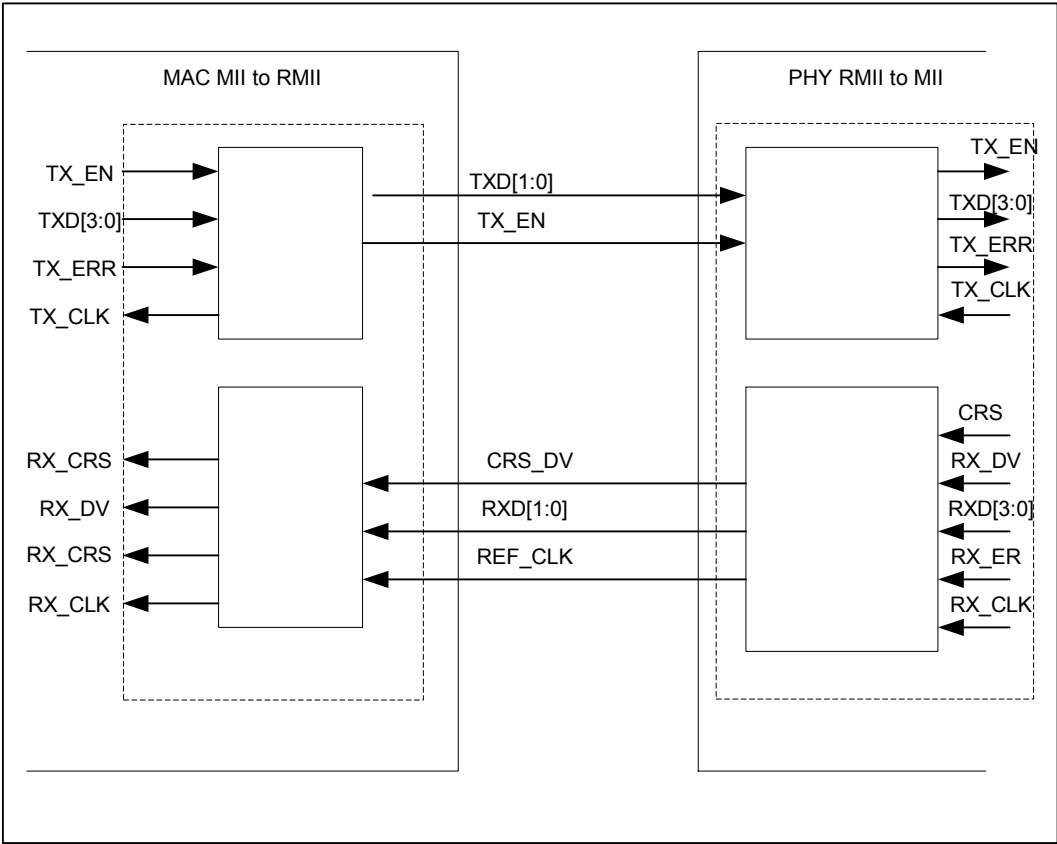 MAC MII to RMII
TX_EN
TXD[3:0]
TX_ERR
TX_CLK
RX_CRS
RX_DV
RX_CRS
RX_CLK
TXD[1:0]
TX_EN
CRS_DV
RXD[1:0]
REF_CLK
PHY RMII to MII
TX_EN
TXD[3:0]
TX_ERR
TX_CLK
CRS
RX_DV
RXD[3:0]
RX_ER
RX_CLK